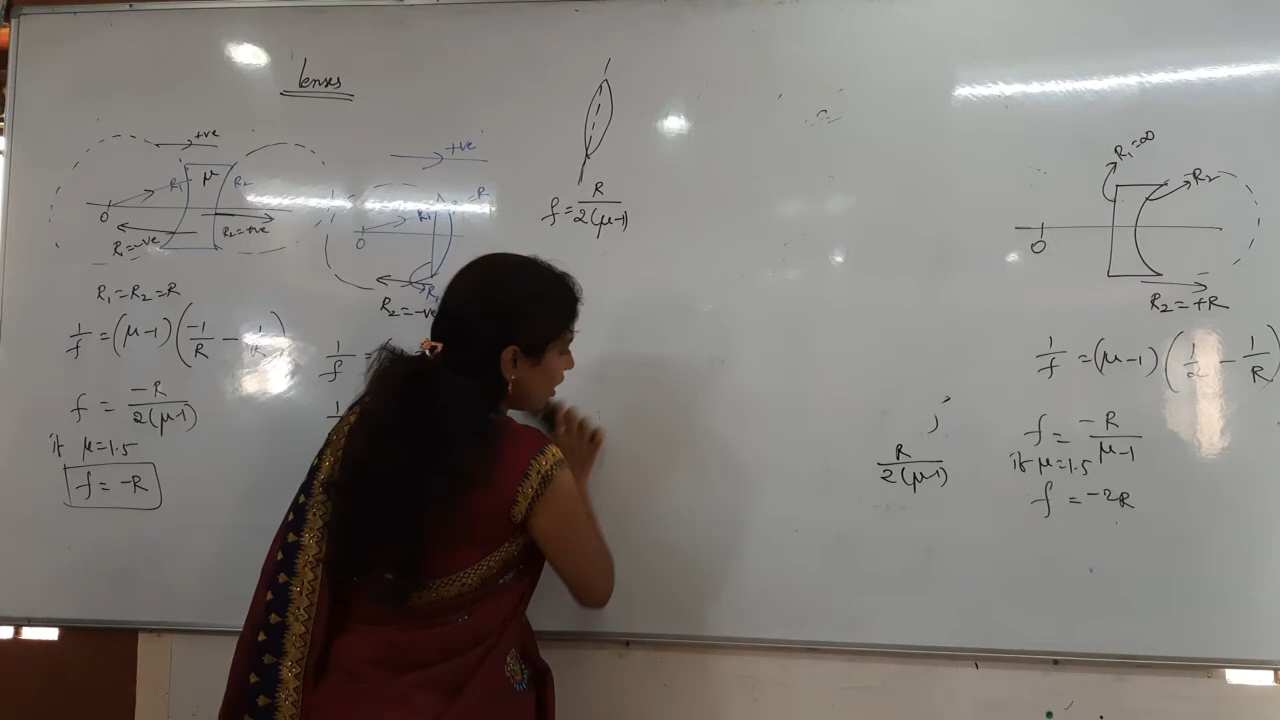 lenses
+ve
R₁ μ R₂
O
R₁=-ve R₂=+ve
R₁=R₂=R
1/f = (μ-1)(-1/R - 1/R)
f = -R/2(μ-1)
if μ=1.5
f = -R
+ve
=R
R₁
O
R₂=-ve
1/f =
f = R/2(μ-1)
R/2(μ-1)
R₁=∞
R₂
O
R₂=+R
1/f = (μ-1)(1/∞ - 1/R)
f = -R/μ-1
if μ=1.5
f = -2R